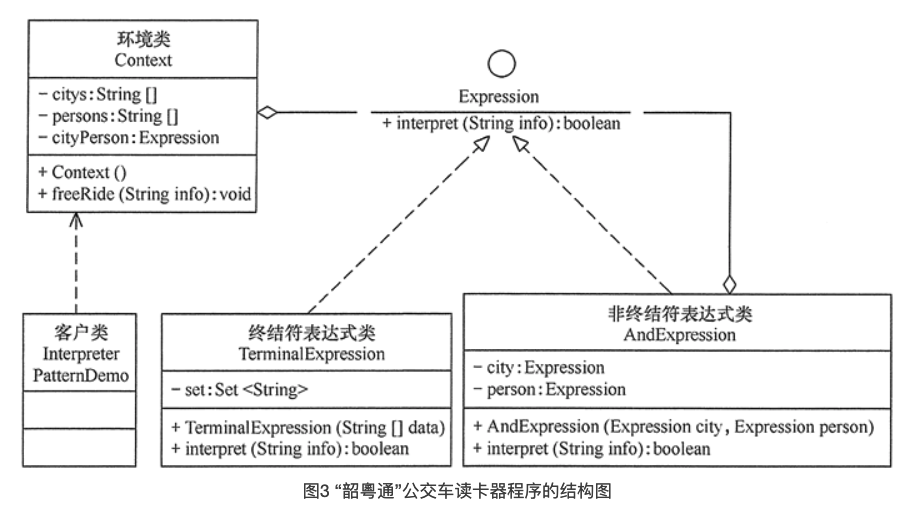 环境类
Context
− citys:String []
− persons:String []
− cityPerson:Expression
+ Context ()
+ freeRide (String info):void
Expression
+ interpret (String info):boolean
客户类
Interpreter
PatternDemo
终结符表达式类
TerminalExpression
− set:Set <String>
+ TerminalExpression (String [] data)
+ interpret (String info):boolean
非终结符表达式类
AndExpression
− city:Expression
− person:Expression
+ AndExpression (Expression city, Expression person)
+ interpret (String info):boolean
图3 “韶粤通”公交车读卡器程序的结构图